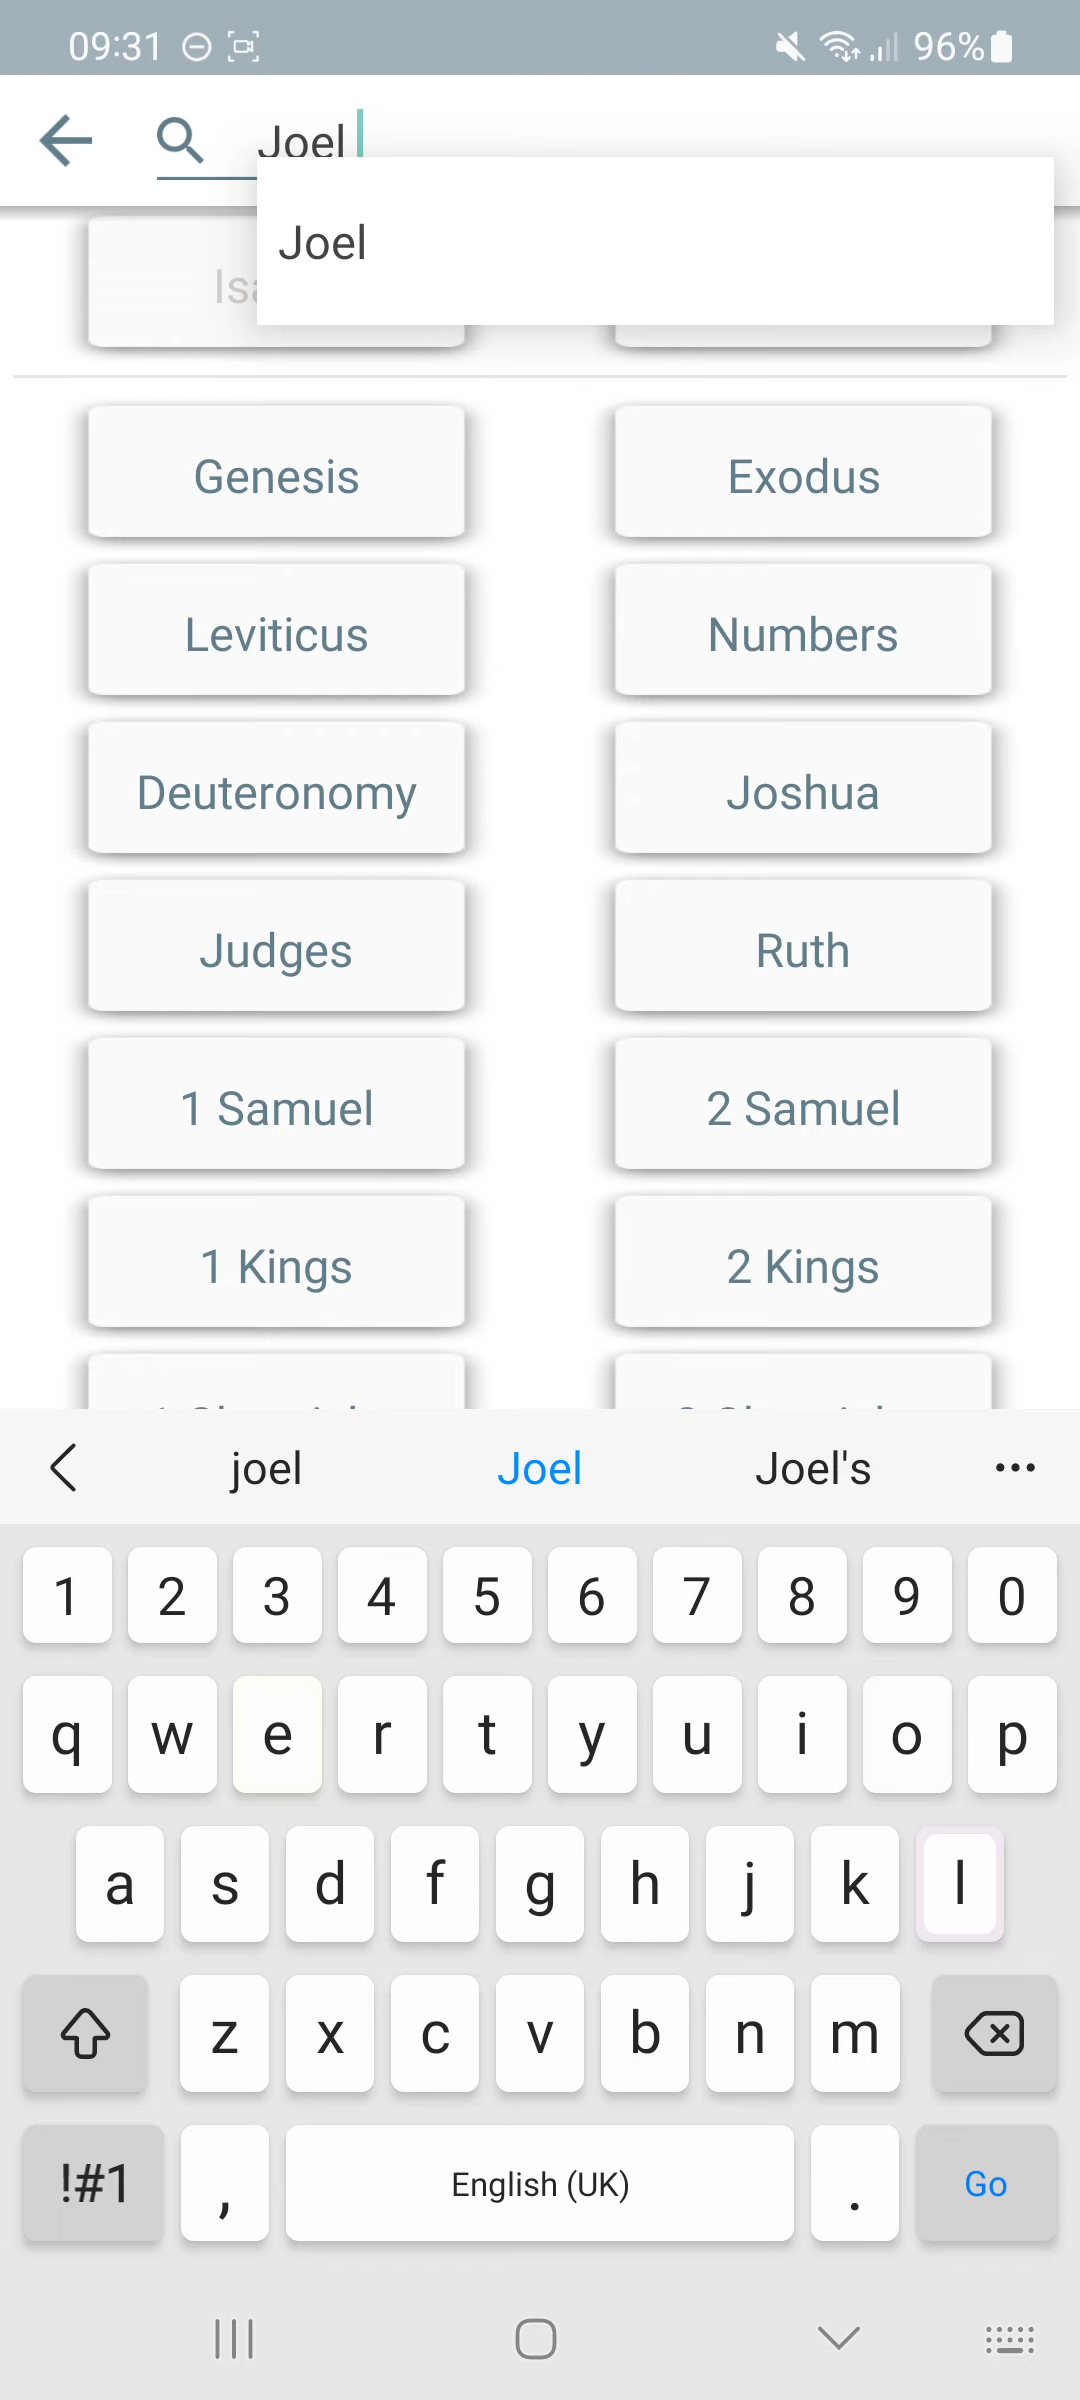 09:31 96%
Joel
Joel
Genesis Exodus
Leviticus Numbers
Deuteronomy Joshua
Judges Ruth
1 Samuel 2 Samuel
1 Kings 2 Kings
joel Joel Joel's
1 2 3 4 5 6 7 8 9 0
q w e r t y u i o p
a s d f g h j k l
z x c v b n m
!#1 , English (UK) . Go